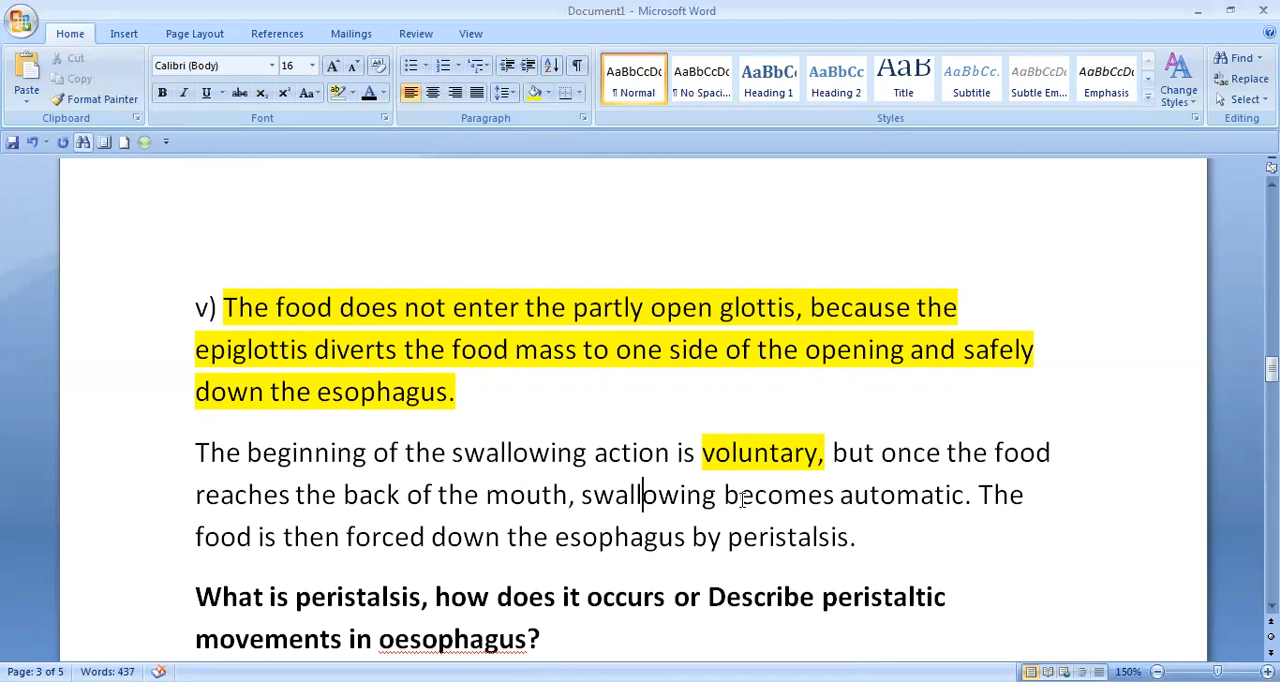 Document1 - Microsoft Word
Home Insert Page Layout References Mailings Review View
Paste Cut Copy Format Painter Clipboard
Calibri (Body) 16 Font
Paragraph
AaBbCcDc ¶ Normal AaBbCcDc ¶ No Spaci... AaBbCc Heading 1 AaBbCc Heading 2 AaB Title AaBbCc. Subtitle AaBbCcDc Subtle Em... AaBbCcDc Emphasis Change Styles Styles
Find Replace Select Editing
v) The food does not enter the partly open glottis, because the
epiglottis diverts the food mass to one side of the opening and safely
down the esophagus.
The beginning of the swallowing action is voluntary, but once the food
reaches the back of the mouth, swallowing becomes automatic. The
food is then forced down the esophagus by peristalsis.
What is peristalsis, how does it occurs or Describe peristaltic
movements in oesophagus?
Page: 3 of 5 Words: 437 150%